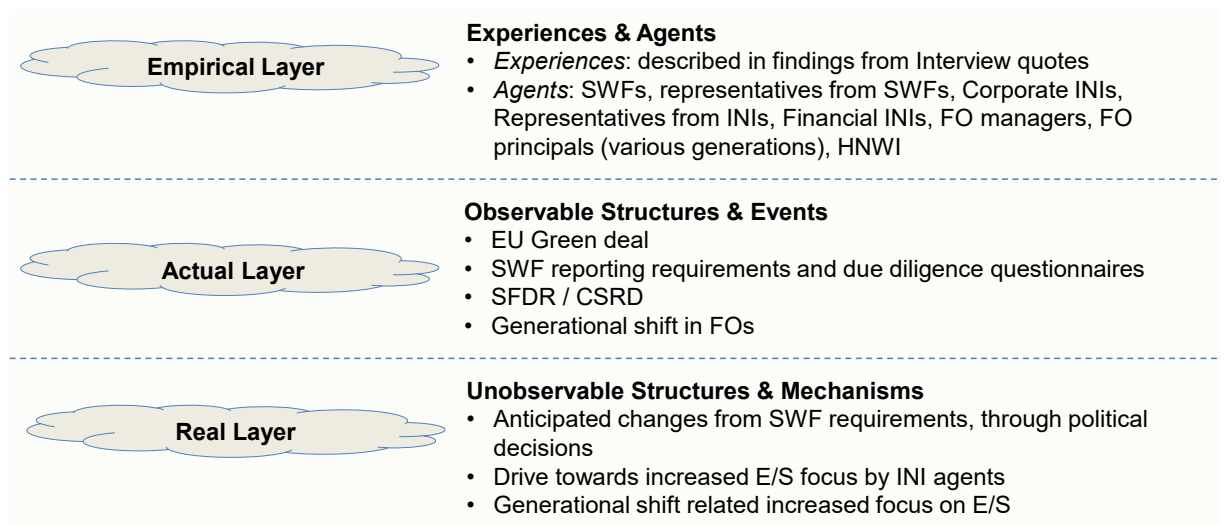 Empirical Layer
Experiences & Agents
• Experiences: described in findings from Interview quotes
• Agents: SWFs, representatives from SWFs, Corporate INIs,
Representatives from INIs, Financial INIs, FO managers, FO
principals (various generations), HNWI
Actual Layer
Observable Structures & Events
• EU Green deal
• SWF reporting requirements and due diligence questionnaires
• SFDR / CSRD
• Generational shift in FOs
Real Layer
Unobservable Structures & Mechanisms
• Anticipated changes from SWF requirements, through political
decisions
• Drive towards increased E/S focus by INI agents
• Generational shift related increased focus on E/S